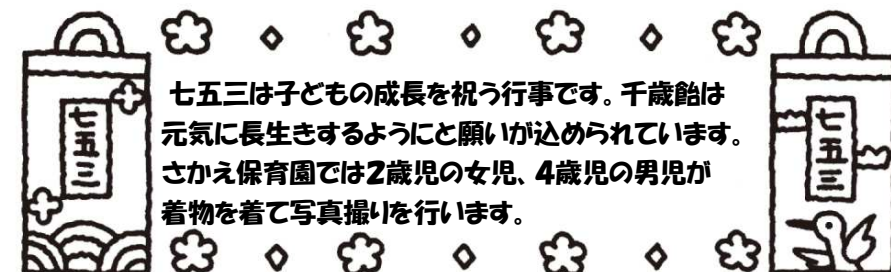 七五三は子どもの成長を祝う行事です。千歳飴は
元気に長生きするようにと願いが込められています。
さかえ保育園では2歳児の女児、4歳児の男児が
着物を着て写真撮りを行います。
七五三
七五三